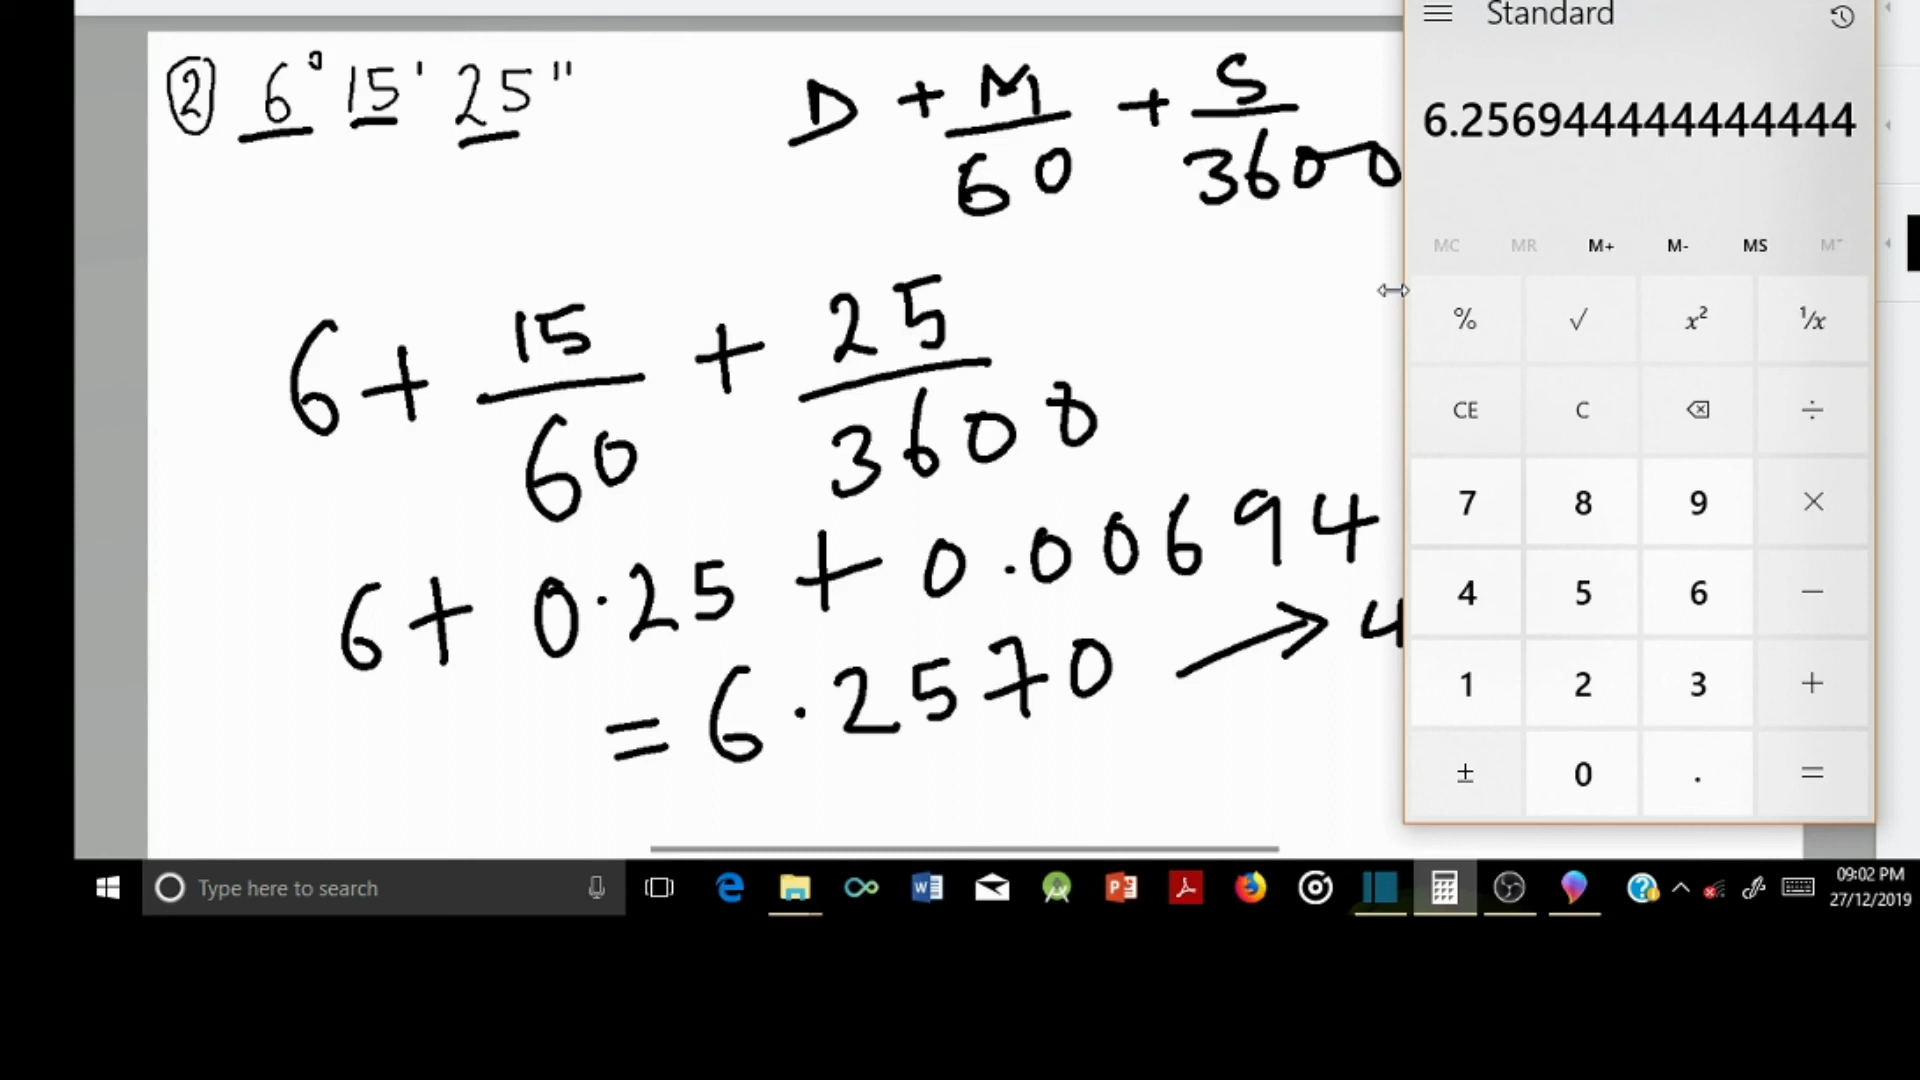 ② 6° 15' 25"
D + M/60 + S/3600
6 + 15/60 + 25/3600
6 + 0.25 + 0.00694
= 6.2570 → 4
Standard
6.256944444444444
MC MR M+ M- MS M˅
% √ x² ¹/x
CE C ⌫ ÷
7 8 9 ×
4 5 6 −
1 2 3 +
± 0 . =
Type here to search
09:02 PM
27/12/2019